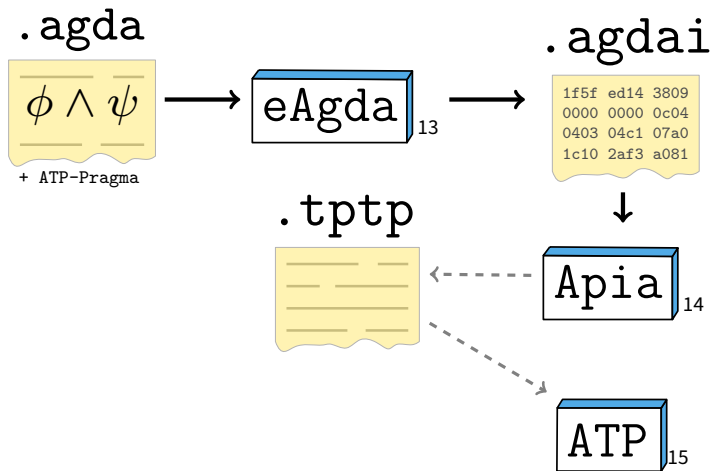 .agda
φ ∧ ψ
+ ATP-Pragma
eAgda
13
.agdai
1f5f ed14 3809
0000 0000 0c04
0403 04c1 07a0
1c10 2af3 a081
.tptp
Apia
14
ATP
15